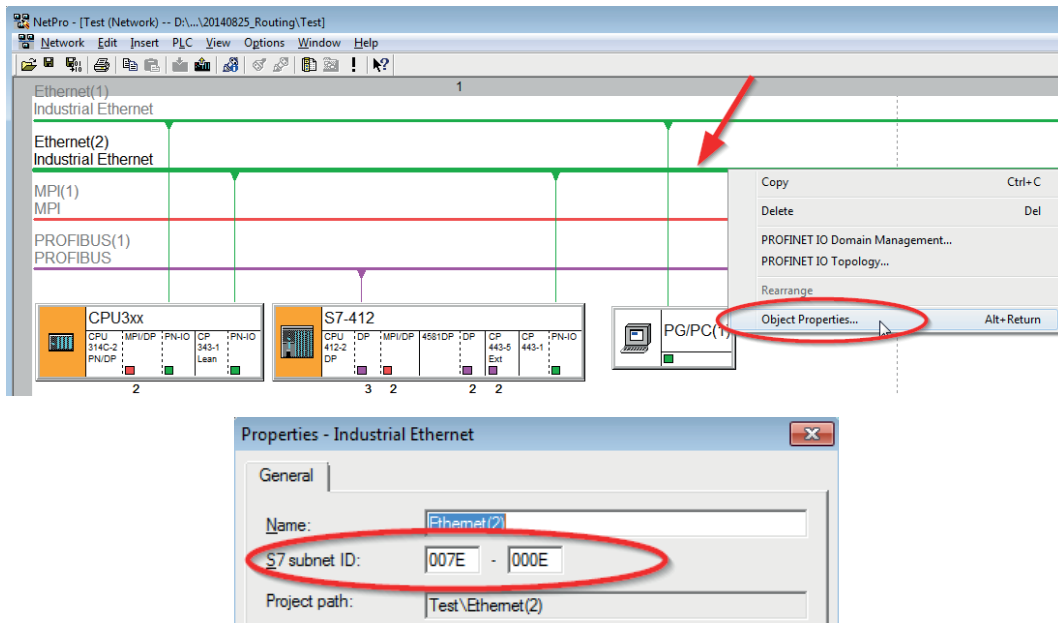 NetPro - [Test (Network) -- D:\...\20140825_Routing\Test]
Network Edit Insert PLC View Options Window Help
1
Ethernet(1)
Industrial Ethernet
Ethernet(2)
Industrial Ethernet
MPI(1)
MPI
PROFIBUS(1)
PROFIBUS
Copy Ctrl+C
Delete Del
PROFINET IO Domain Management...
PROFINET IO Topology...
Rearrange
Object Properties... Alt+Return
CPU3xx
CPU 314C-2 PN/DP
MPI/DP
PN-IO
CP 343-1 Lean
PN-IO
2
S7-412
CPU 412-2 DP
DP
MPI/DP
4581DP
DP
CP 443-5 Ext
CP 443-1
PN-IO
3 2 2 2
PG/PC(1)
Properties - Industrial Ethernet
General
Name: Ethernet(2)
S7 subnet ID: 007E - 000E
Project path: Test\Ethernet(2)